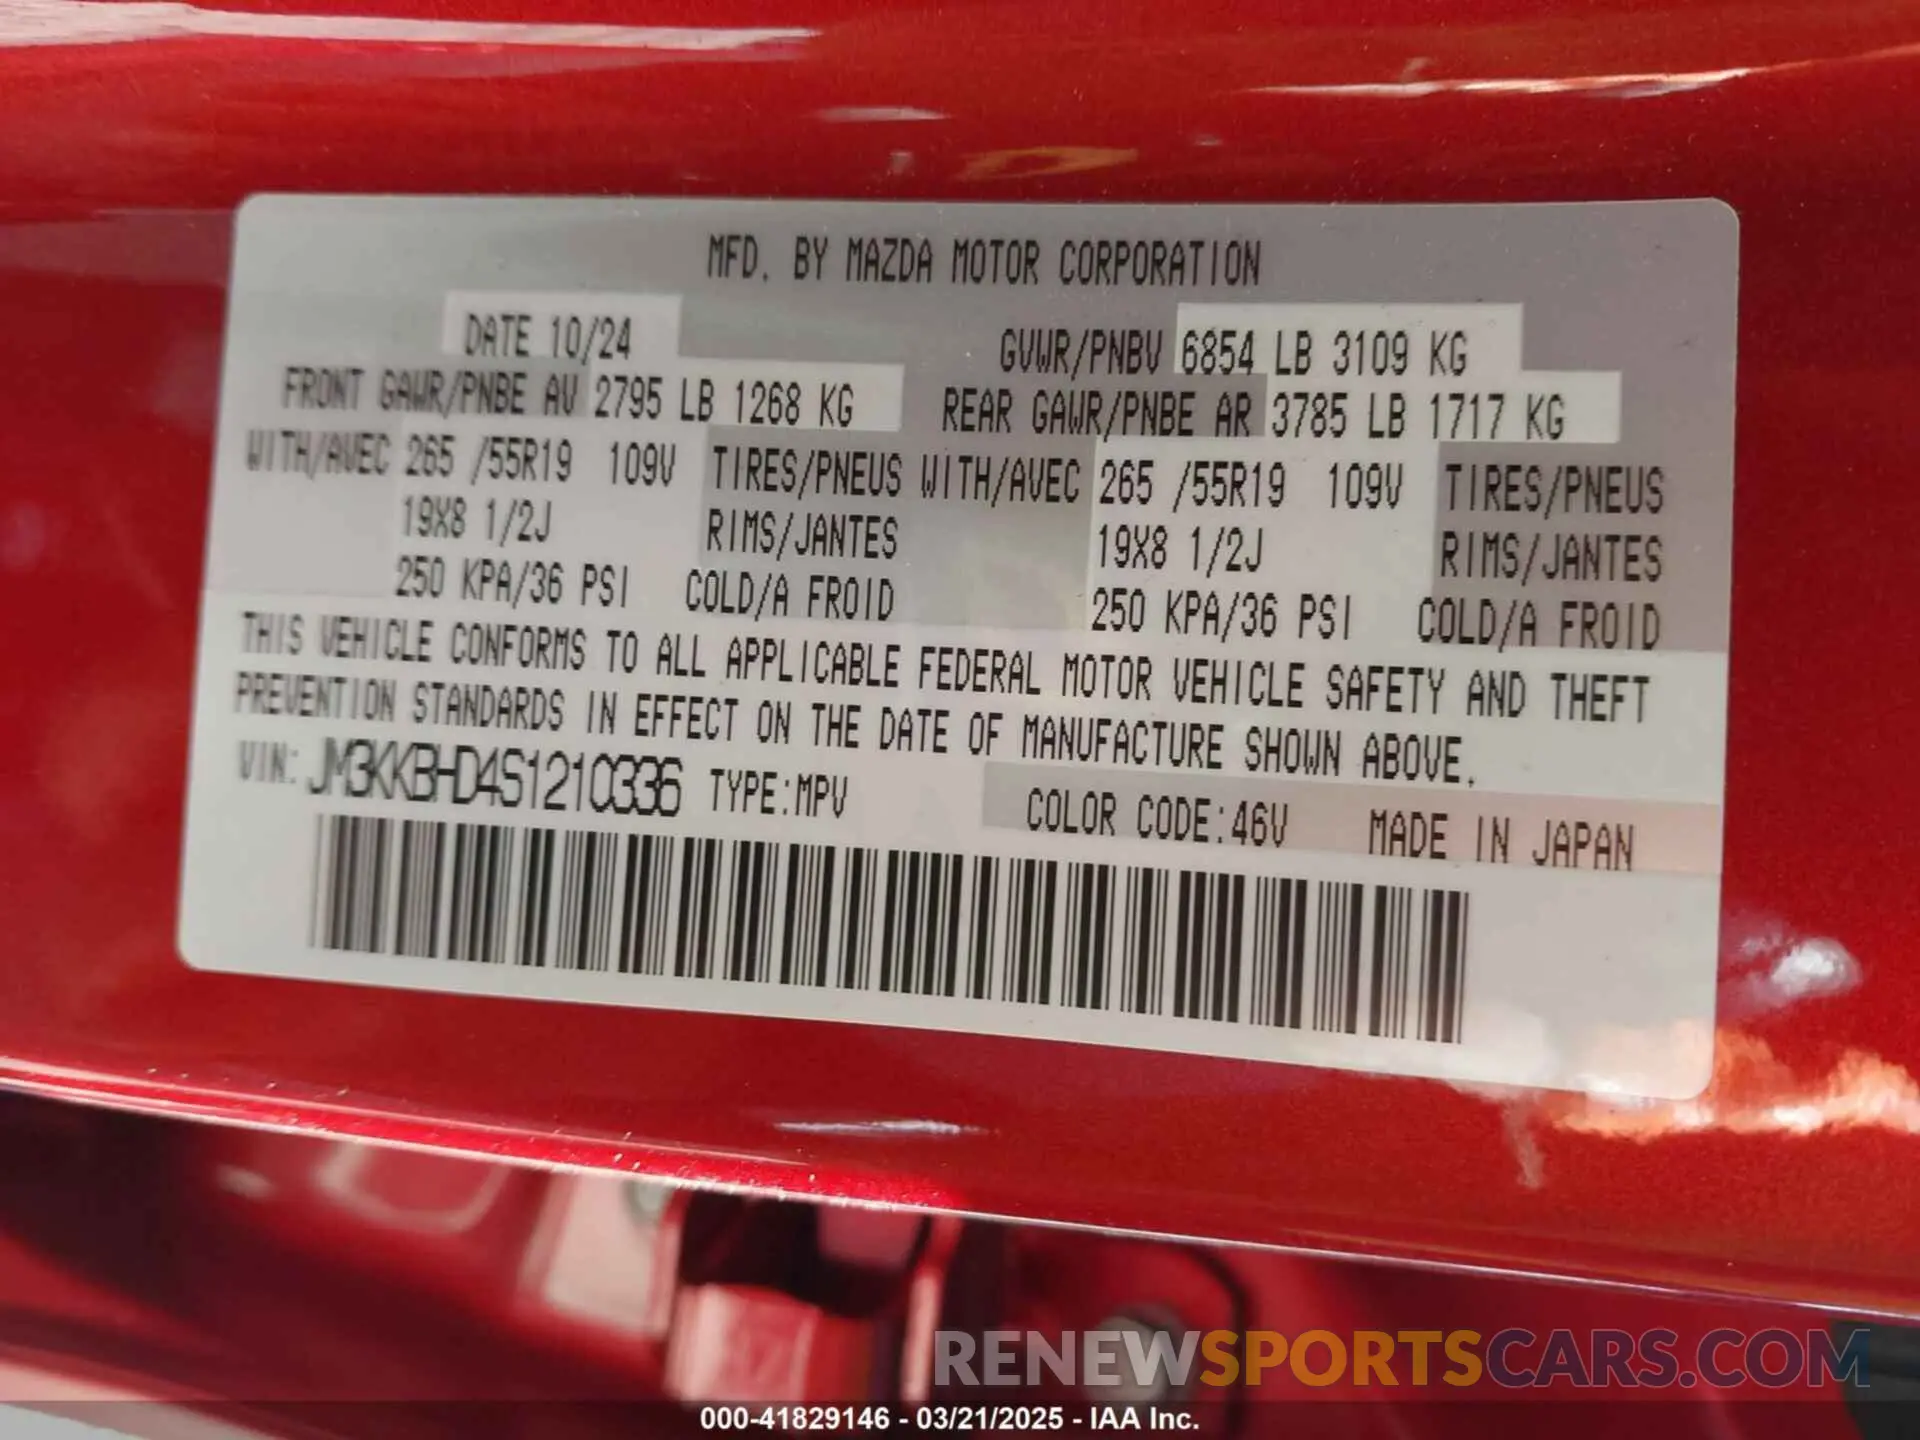 MFD. BY MAZDA MOTOR CORPORATION
DATE 10/24 GVWR/PNBV 6854 LB 3109 KG
FRONT GAWR/PNBE AV 2795 LB 1268 KG REAR GAWR/PNBE AR 3785 LB 1717 KG
WITH/AVEC 265 /55R19 109V TIRES/PNEUS WITH/AVEC 265 /55R19 109V TIRES/PNEUS
19X8 1/2J RIMS/JANTES 19X8 1/2J RIMS/JANTES
250 KPA/36 PSI COLD/A FROID 250 KPA/36 PSI COLD/A FROID
THIS VEHICLE CONFORMS TO ALL APPLICABLE FEDERAL MOTOR VEHICLE SAFETY AND THEFT
PREVENTION STANDARDS IN EFFECT ON THE DATE OF MANUFACTURE SHOWN ABOVE.
VIN: JM3KKBHD4S1210336 TYPE:MPV COLOR CODE:46V MADE IN JAPAN
RENEWSPORTSCARS.COM
000-41829146 - 03/21/2025 - IAA Inc.